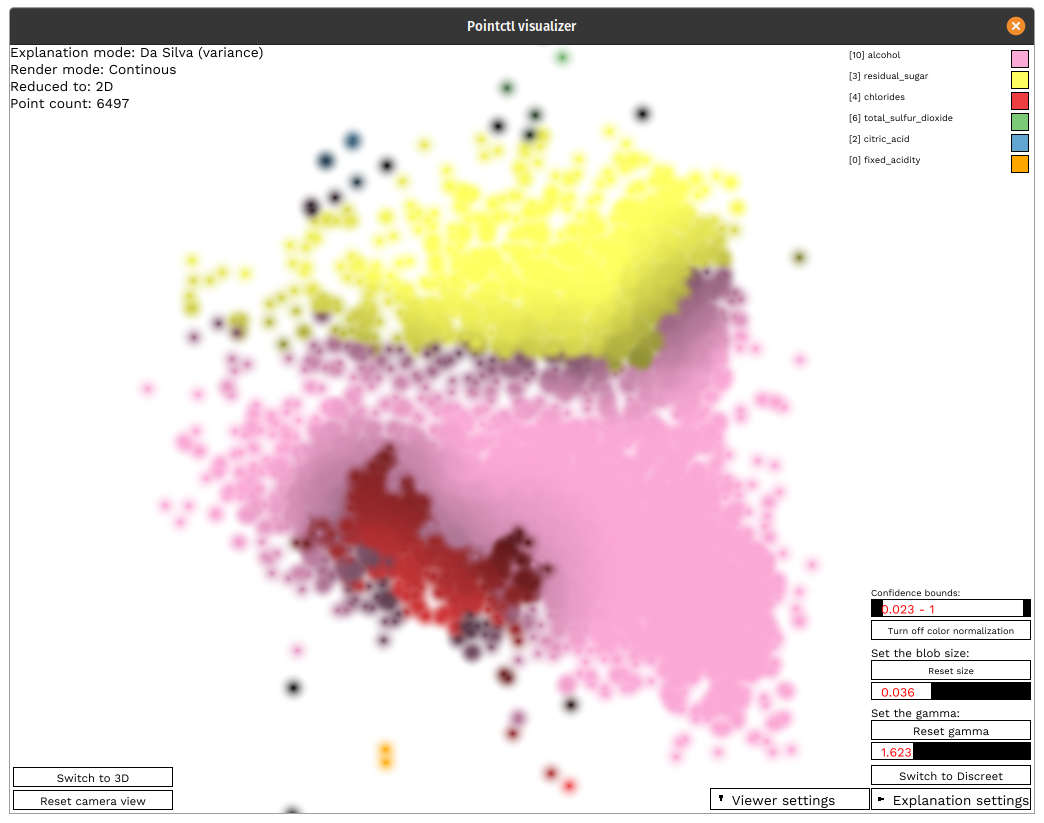 Pointctl visualizer
Explanation mode: Da Silva (variance)
Render mode: Continous
Reduced to: 2D
Point count: 6497
[10] alcohol
[3] residual_sugar
[4] chlorides
[6] total_sulfur_dioxide
[2] citric_acid
[0] fixed_acidity
Confidence bounds:
0.023 - 1
Turn off color normalization
Set the blob size:
Reset size
0.036
Set the gamma:
Reset gamma
1.623
Switch to Discreet
Switch to 3D
Reset camera view
Viewer settings
Explanation settings